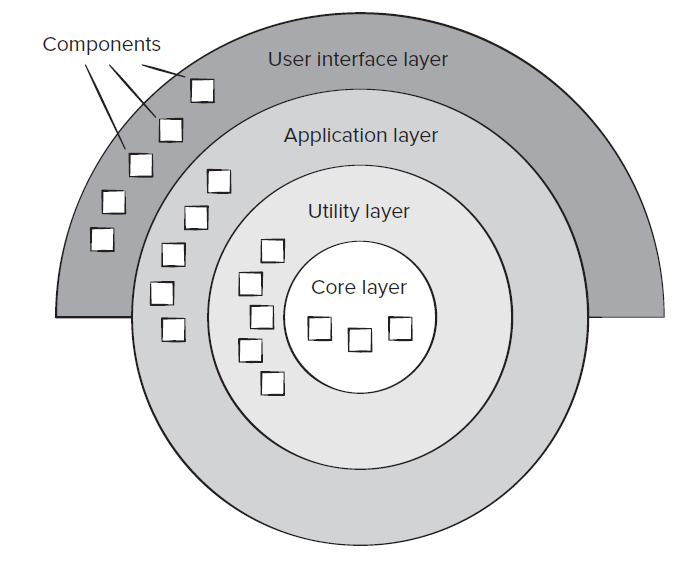 Components
User interface layer
Application layer
Utility layer
Core layer